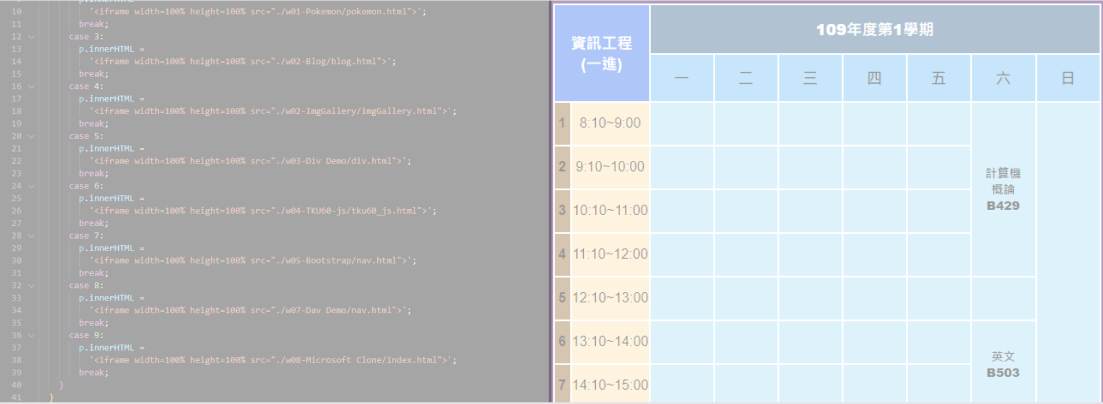 10 '<iframe width=100% height=100% src="./w01-Pokemon/pokemon.html">';
11 break;
12 case 3:
13 p.innerHTML =
14 '<iframe width=100% height=100% src="./w02-Blog/blog.html">';
15 break;
16 case 4:
17 p.innerHTML =
18 '<iframe width=100% height=100% src="./w02-ImgGallery/imgGallery.html">';
19 break;
20 case 5:
21 p.innerHTML =
22 '<iframe width=100% height=100% src="./w03-Div Demo/div.html">';
23 break;
24 case 6:
25 p.innerHTML =
26 '<iframe width=100% height=100% src="./w04-TKU60-js/tku60_js.html">';
27 break;
28 case 7:
29 p.innerHTML =
30 '<iframe width=100% height=100% src="./w05-Bootstrap/nav.html">';
31 break;
32 case 8:
33 p.innerHTML =
34 '<iframe width=100% height=100% src="./w07-Dav Demo/nav.html">';
35 break;
36 case 9:
37 p.innerHTML =
38 '<iframe width=100% height=100% src="./w08-Microsoft Clone/index.html">';
39 break;
40 }
41 }
資訊工程
(一進)
109年度第1學期
一 二 三 四 五 六 日
1 8:10~9:00
2 9:10~10:00
3 10:10~11:00
4 11:10~12:00
5 12:10~13:00
6 13:10~14:00
7 14:10~15:00
計算機
概論
B429
英文
B503